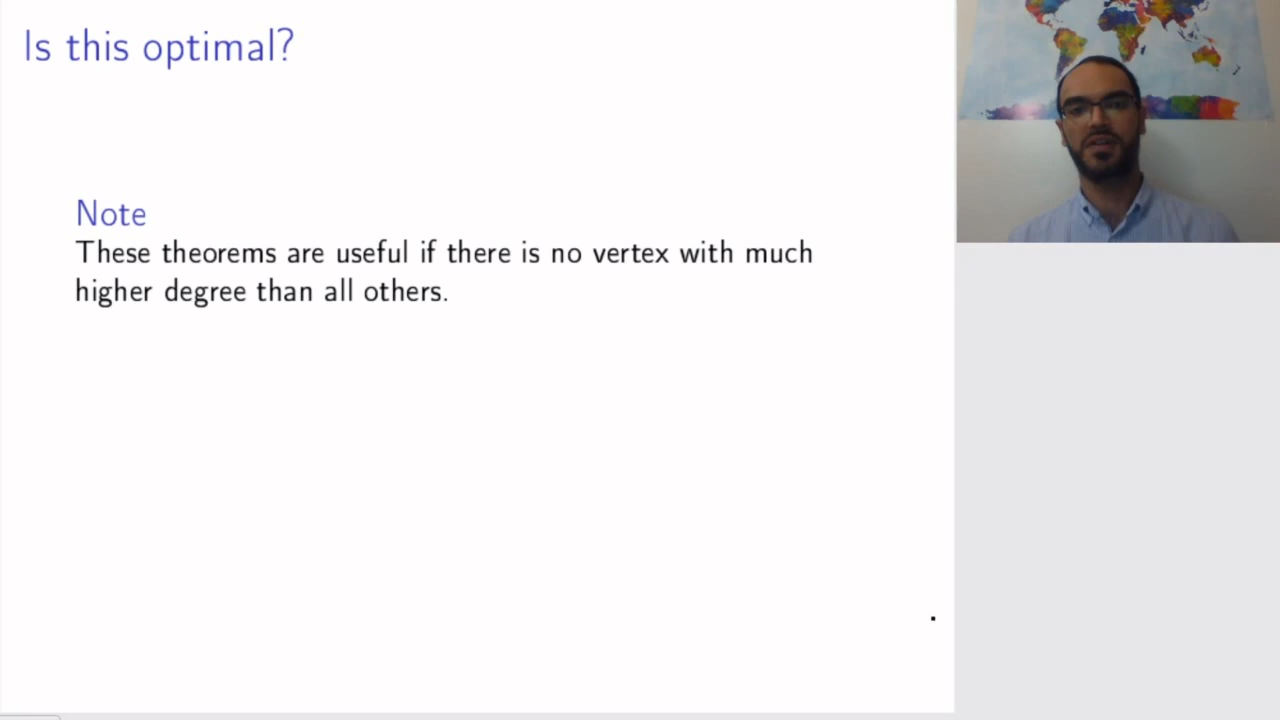 Is this optimal?
Note
These theorems are useful if there is no vertex with much
higher degree than all others.